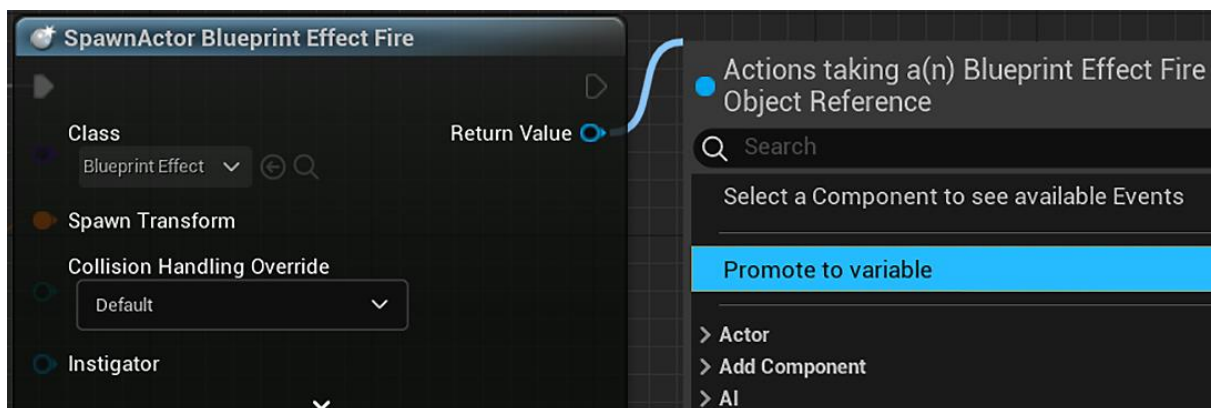 SpawnActor Blueprint Effect Fire
Class
Return Value
Blueprint Effect
Spawn Transform
Collision Handling Override
Default
Instigator
Actions taking a(n) Blueprint Effect Fire
Object Reference
Search
Select a Component to see available Events
Promote to variable
Actor
Add Component
AI